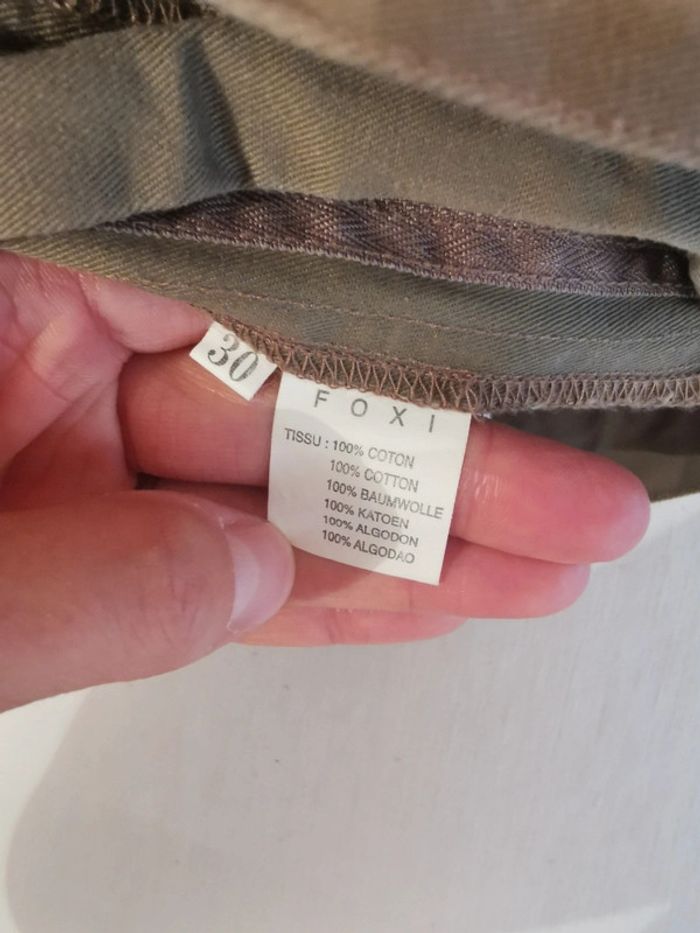 30
FOXI
TISSU : 100% COTON
100% COTTON
100% BAUMWOLLE
100% KATOEN
100% ALGODON
100% ALGODAO